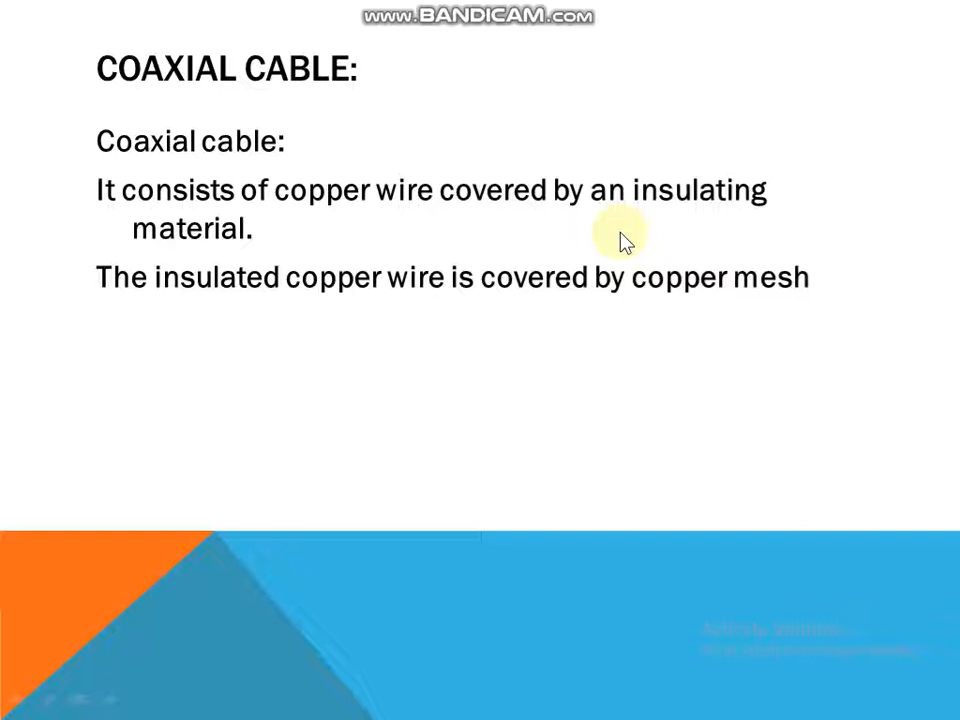 www.BANDICAM.com
COAXIAL CABLE:
Coaxial cable:
It consists of copper wire covered by an insulating
material.
The insulated copper wire is covered by copper mesh